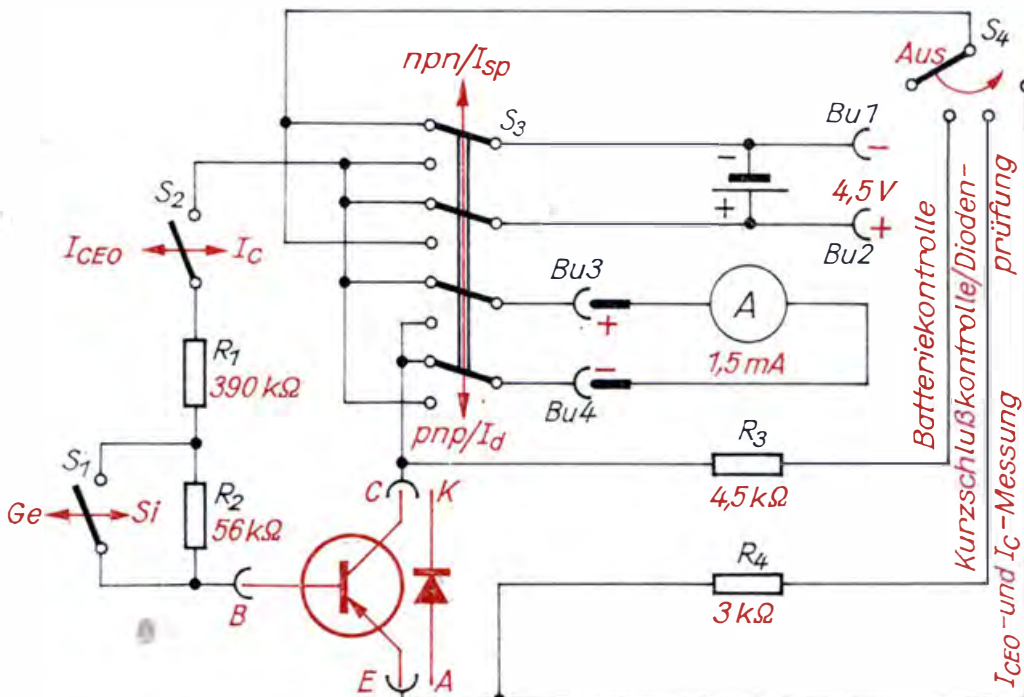 npn/Isp
S4
Aus
S3
Bu1
−
−
4,5 V
+
+
Bu2
S2
ICEO
IC
Bu3
+
A
1,5 mA
−
Bu4
R1
390 kΩ
pnp/Id
S1
Ge
Si
R2
56 kΩ
C
K
R3
4,5 kΩ
B
R4
3 kΩ
E
A
Batteriekontrolle
Kurzschlußkontrolle/Dioden-
prüfung
ICEO-und IC-Messung